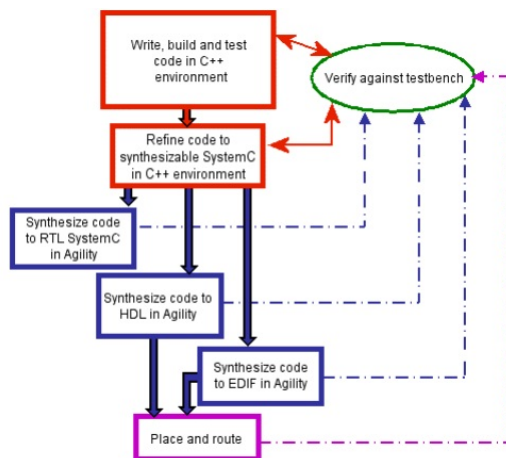 Write, build and test
code in C++
environment
Verify against testbench
Refine code to
synthesizable SystemC
in C++ environment
Synthesize code
to RTL SystemC
in Agility
Synthesize code to
HDL in Agility
Synthesize code
to EDIF in Agility
Place and route